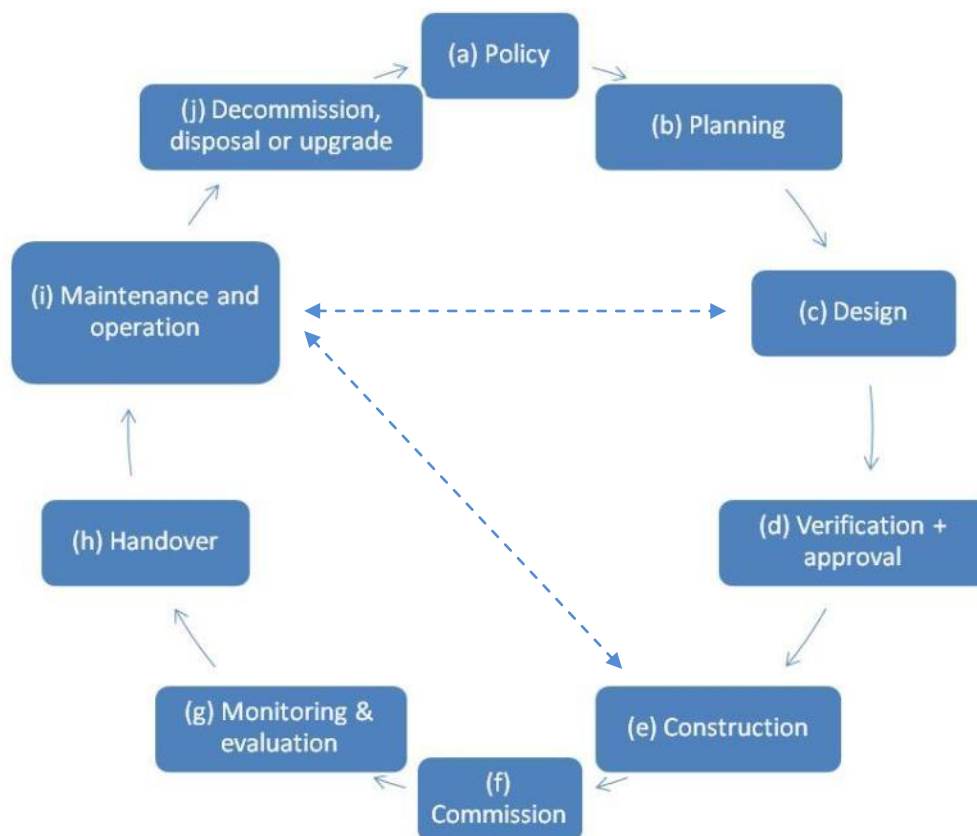 (a) Policy
(b) Planning
(c) Design
(d) Verification +
approval
(e) Construction
(f)
Commission
(g) Monitoring &
evaluation
(h) Handover
(i) Maintenance and
operation
(j) Decommission,
disposal or upgrade